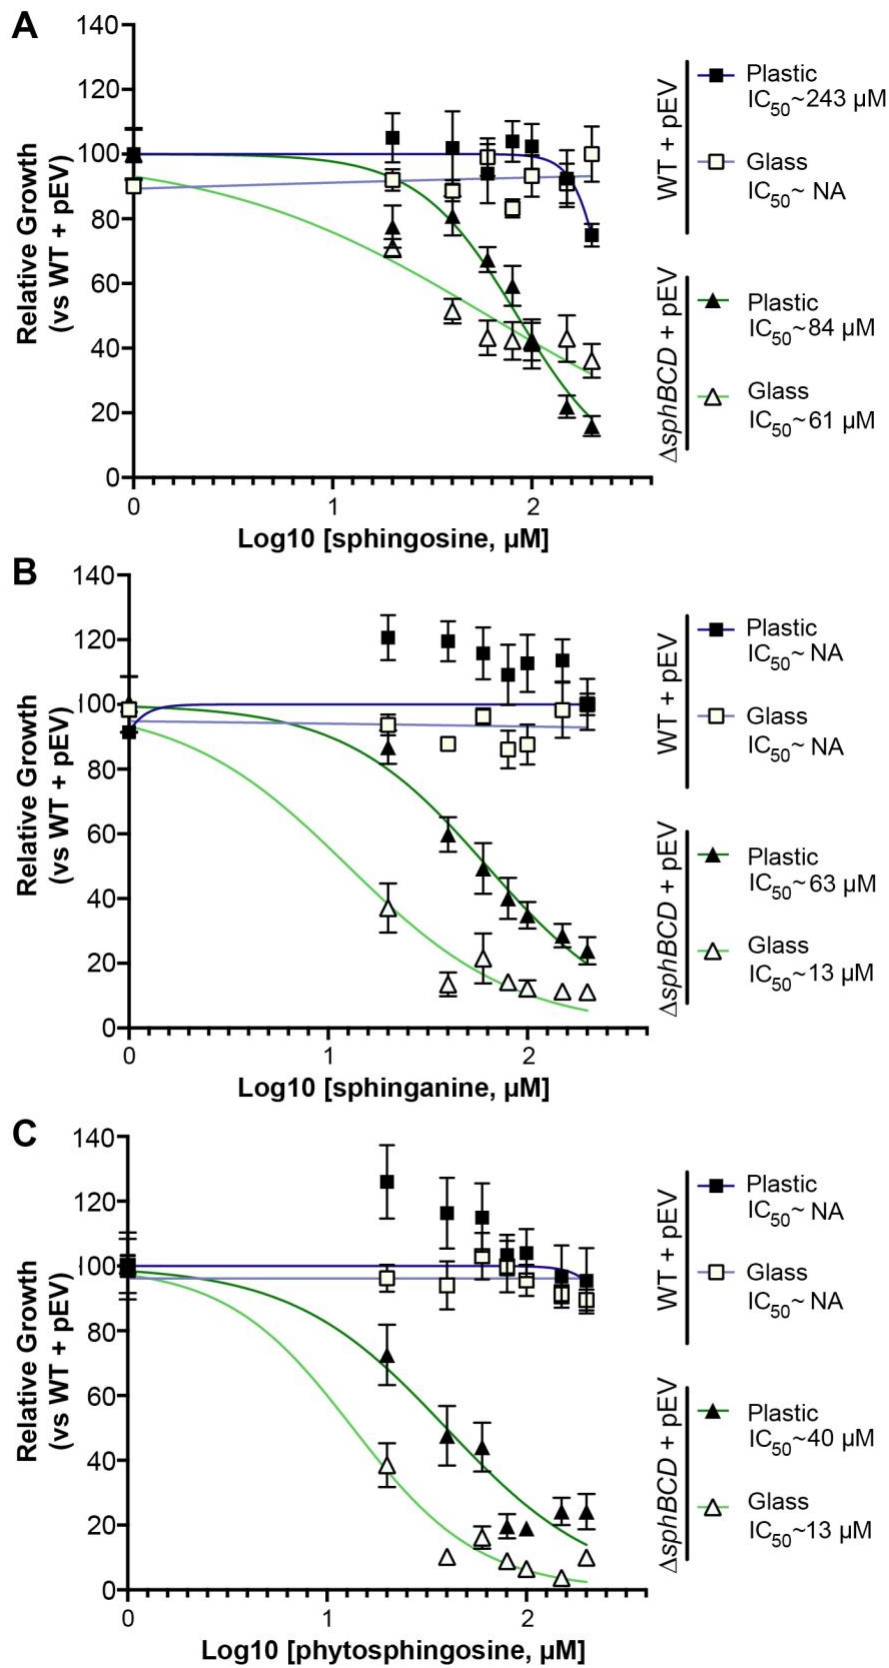 A
140
120
100
80
60
40
20
0
Relative Growth
(vs WT + pEV)
0 1 2
Log10 [sphingosine, µM]
WT + pEV
Plastic
IC50~243 µM
Glass
IC50~ NA
ΔsphBCD + pEV
Plastic
IC50~84 µM
Glass
IC50~61 µM
B
140
120
100
80
60
40
20
0
Relative Growth
(vs WT + pEV)
0 1 2
Log10 [sphinganine, µM]
WT + pEV
Plastic
IC50~ NA
Glass
IC50~ NA
ΔsphBCD + pEV
Plastic
IC50~63 µM
Glass
IC50~13 µM
C
140
120
100
80
60
40
20
0
Relative Growth
(vs WT + pEV)
0 1 2
Log10 [phytosphingosine, µM]
WT + pEV
Plastic
IC50~ NA
Glass
IC50~ NA
ΔsphBCD + pEV
Plastic
IC50~40 µM
Glass
IC50~13 µM